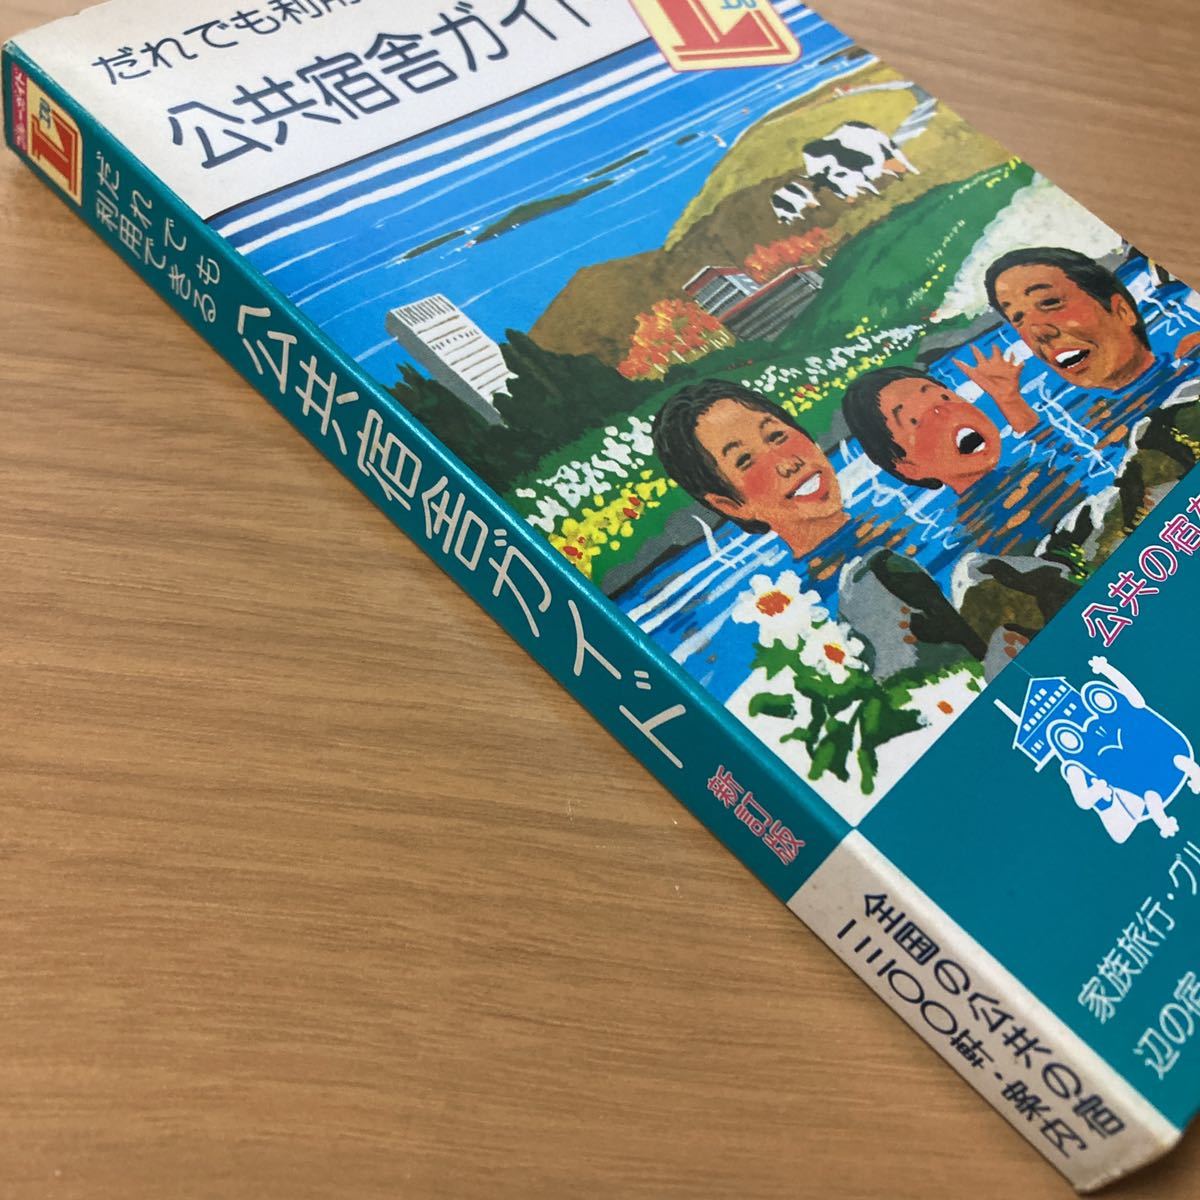 だれでも利用
公共宿舎ガイド
だれでも
利用できる
公共宿舎ガイド
新訂版
全国の公共の宿
一三〇〇軒・案内
公共の宿
家族旅行・グル
辺の宿